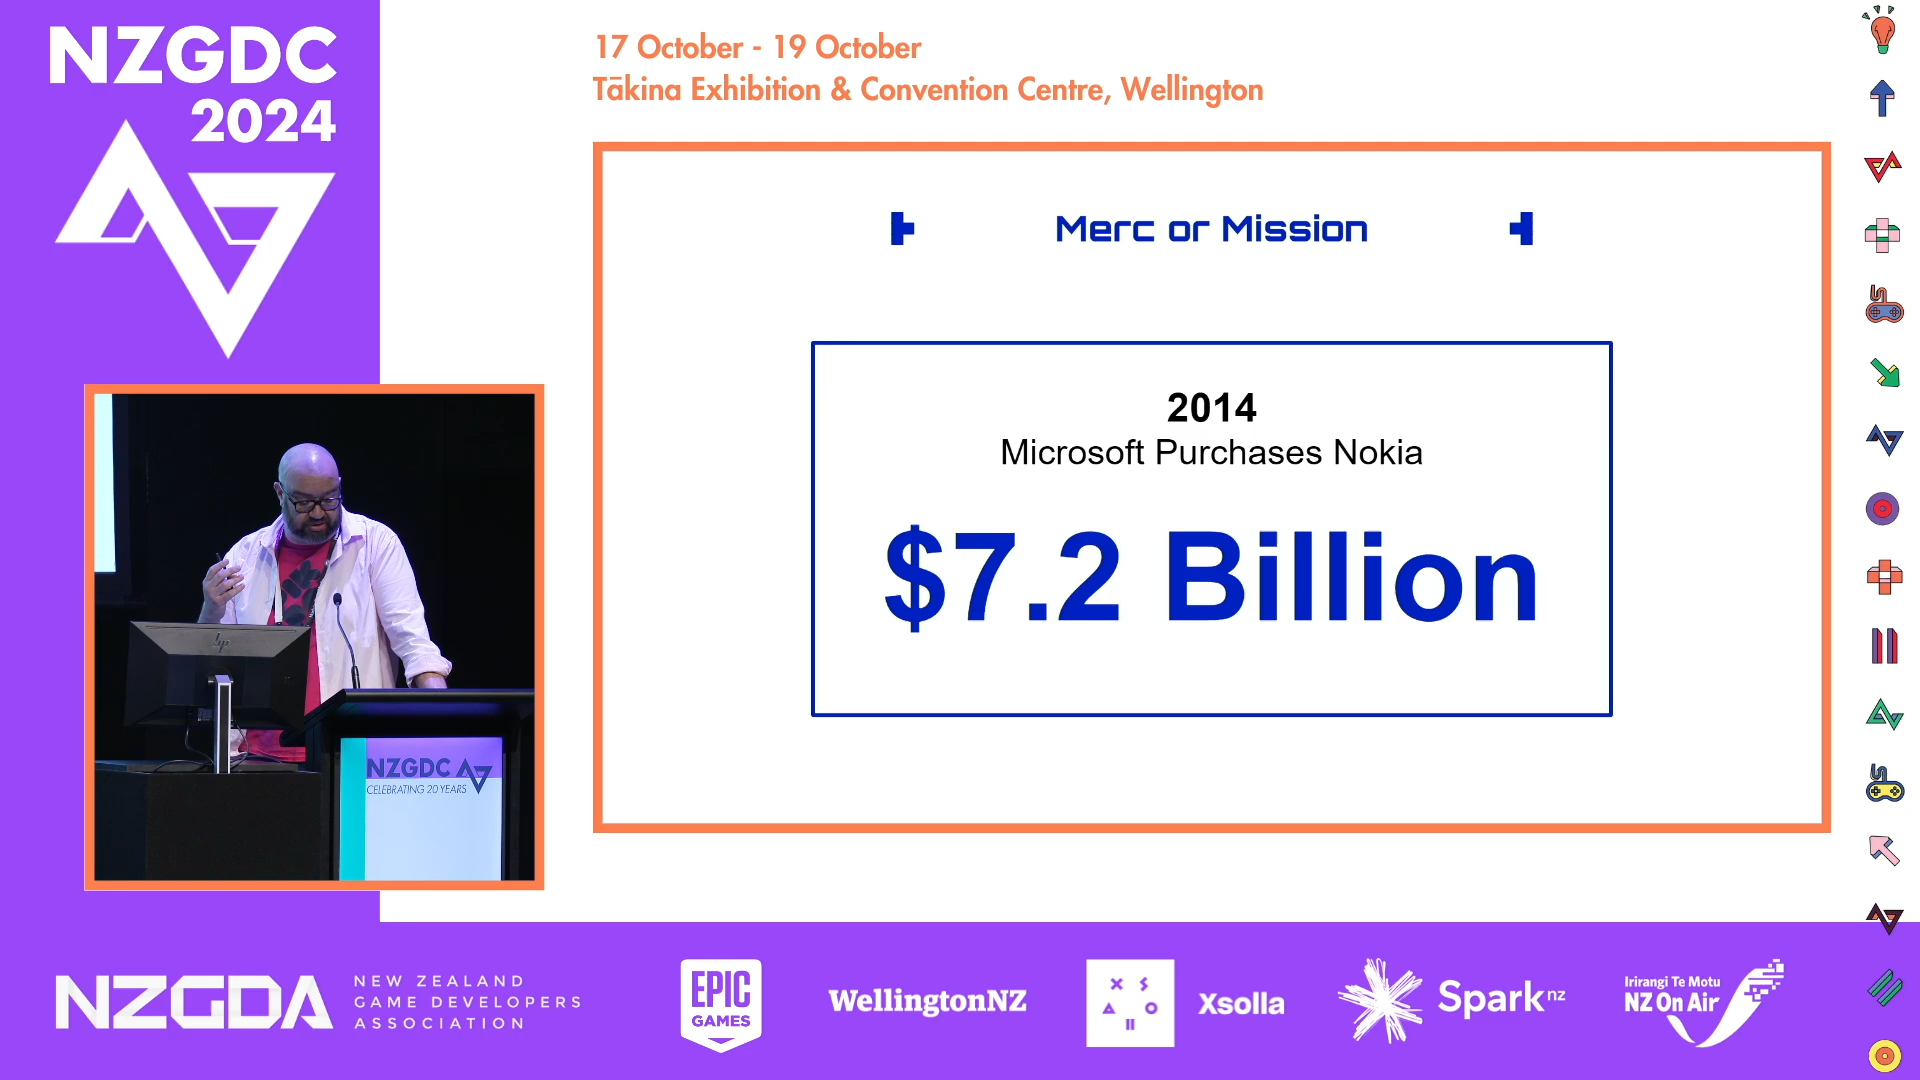 NZGDC
2024
17 October - 19 October
Tākina Exhibition & Convention Centre, Wellington
Merc or Mission
2014
Microsoft Purchases Nokia
$7.2 Billion
hp
NZGDC
CELEBRATING 20 YEARS
NZGDA
NEW ZEALAND
GAME DEVELOPERS
ASSOCIATION
EPIC
GAMES
WellingtonNZ
Xsolla
Spark nz
Irirangi Te Motu
NZ On Air